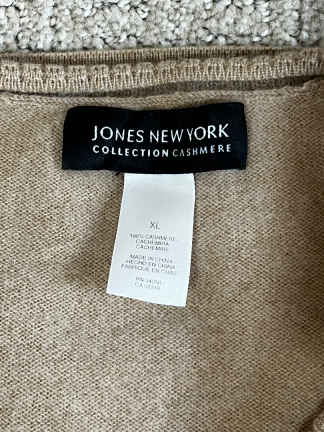 JONES NEW YORK
COLLECTION CASHMERE
XL
100% CASHMERE
CACHEMIRA
CACHEMIRE
MADE IN CHINA
HECHO EN CHINA
FABRIQUÉ EN CHINE